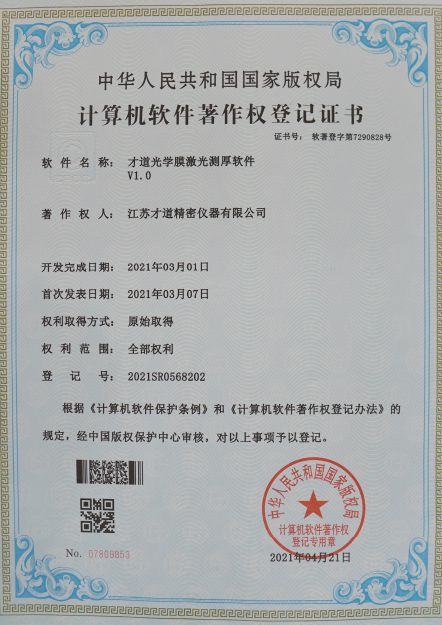 中华人民共和国国家版权局
计算机软件著作权登记证书
证书号： 软著登字第7290828号
软件名称： 才道光学膜激光测厚软件
V1.0
著作权人： 江苏才道精密仪器有限公司
开发完成日期： 2021年03月01日
首次发表日期： 2021年03月07日
权利取得方式： 原始取得
权利范围： 全部权利
登记号： 2021SR0568202
根据《计算机软件保护条例》和《计算机软件著作权登记办法》的
规定，经中国版权保护中心审核，对以上事项予以登记。
中华人民共和国国家版权局
计算机软件著作权
登记专用章
No. 07808853
2021年04月21日